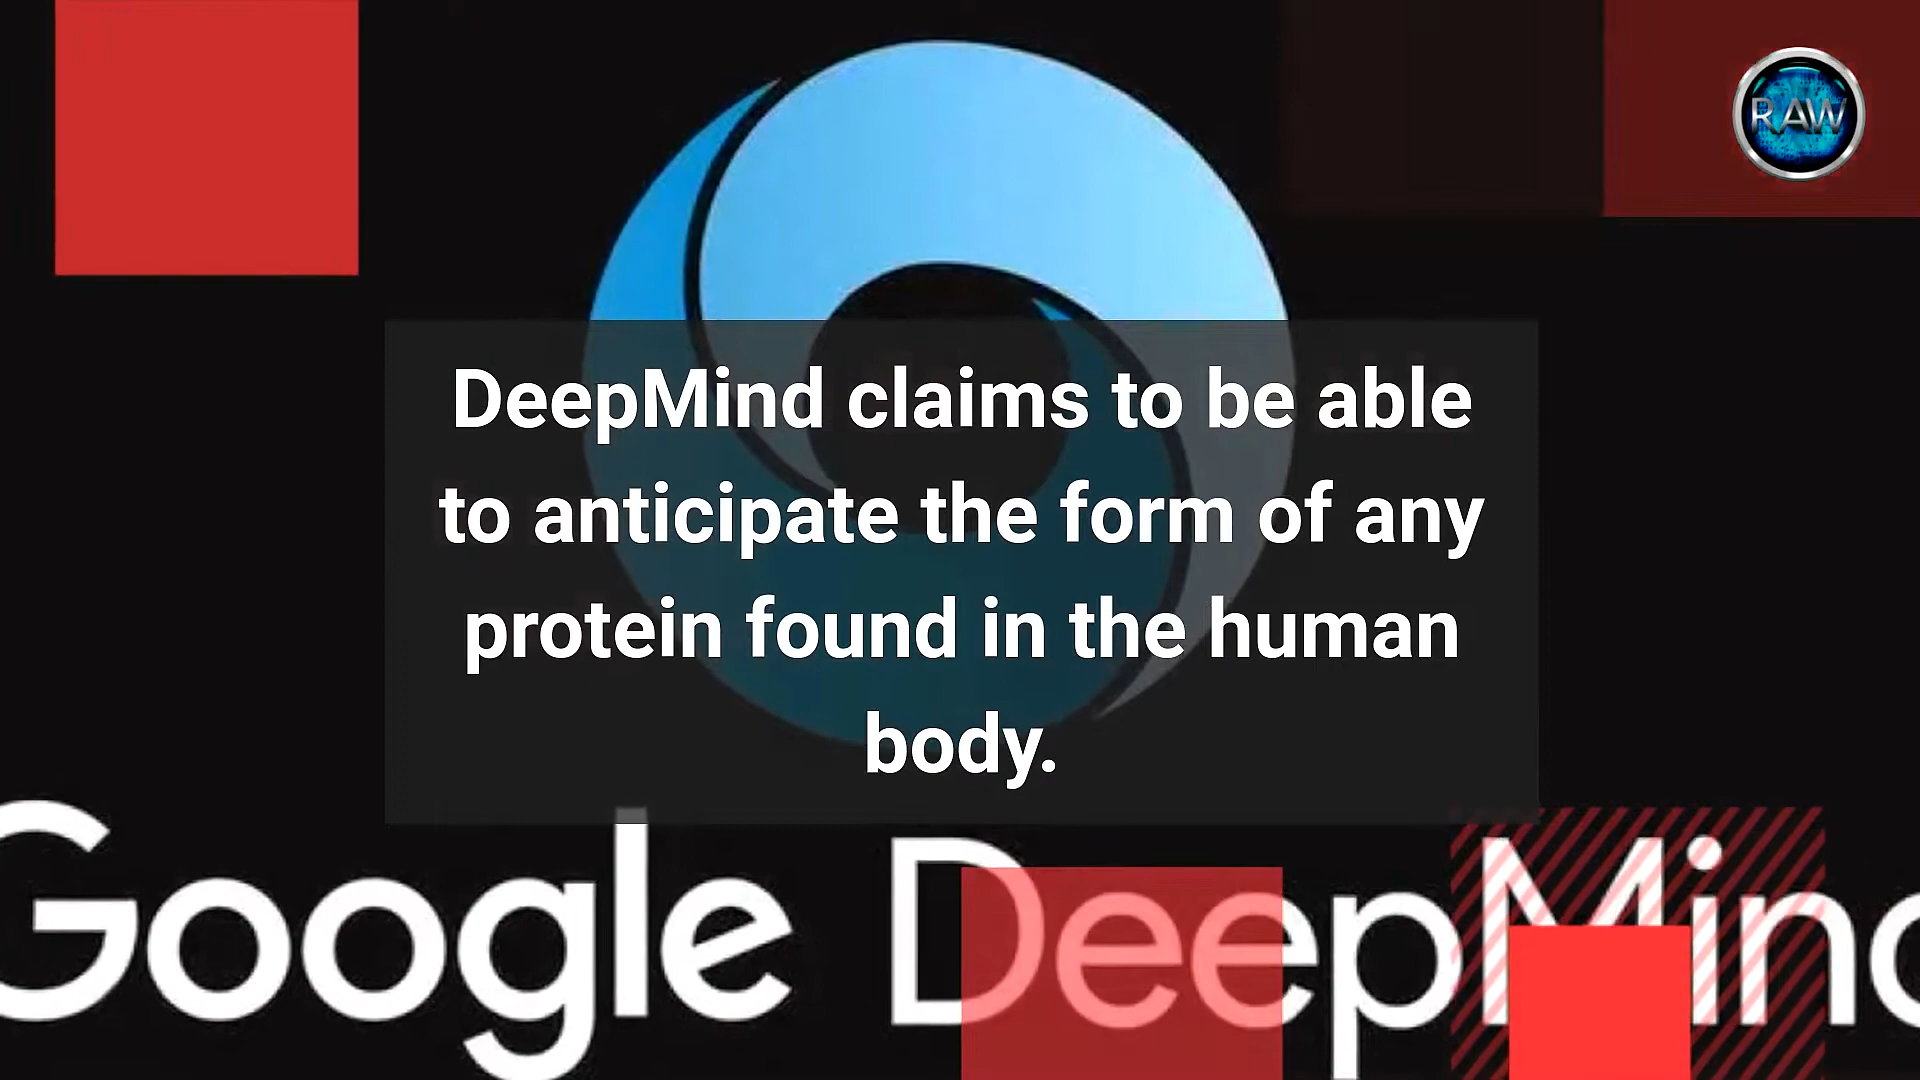 RAW
DeepMind claims to be able
to anticipate the form of any
protein found in the human
body.
Google DeepMind